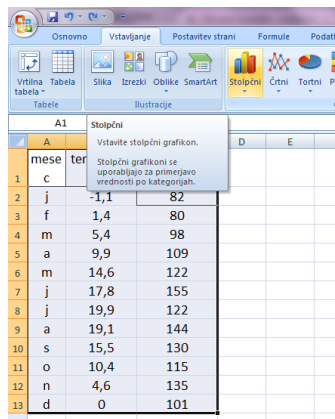 Osnovno Vstavljanje Postavitev strani Formule Podatk
Vrtilna tabela Tabela Slika Izrezki Oblike SmartArt Stolpčni Črtni Tortni P
Tabele Ilustracije
A1
Stolpčni
Vstavite stolpčni grafikon.
Stolpčni grafikoni se
uporabljajo za primerjavo
vrednosti po kategorijah.
A D E
1 mesec
2 j -1,1 82
3 f 1,4 80
4 m 5,4 98
5 a 9,9 109
6 m 14,6 122
7 j 17,8 155
8 j 19,9 122
9 a 19,1 144
10 s 15,5 130
11 o 10,4 115
12 n 4,6 135
13 d 0 101